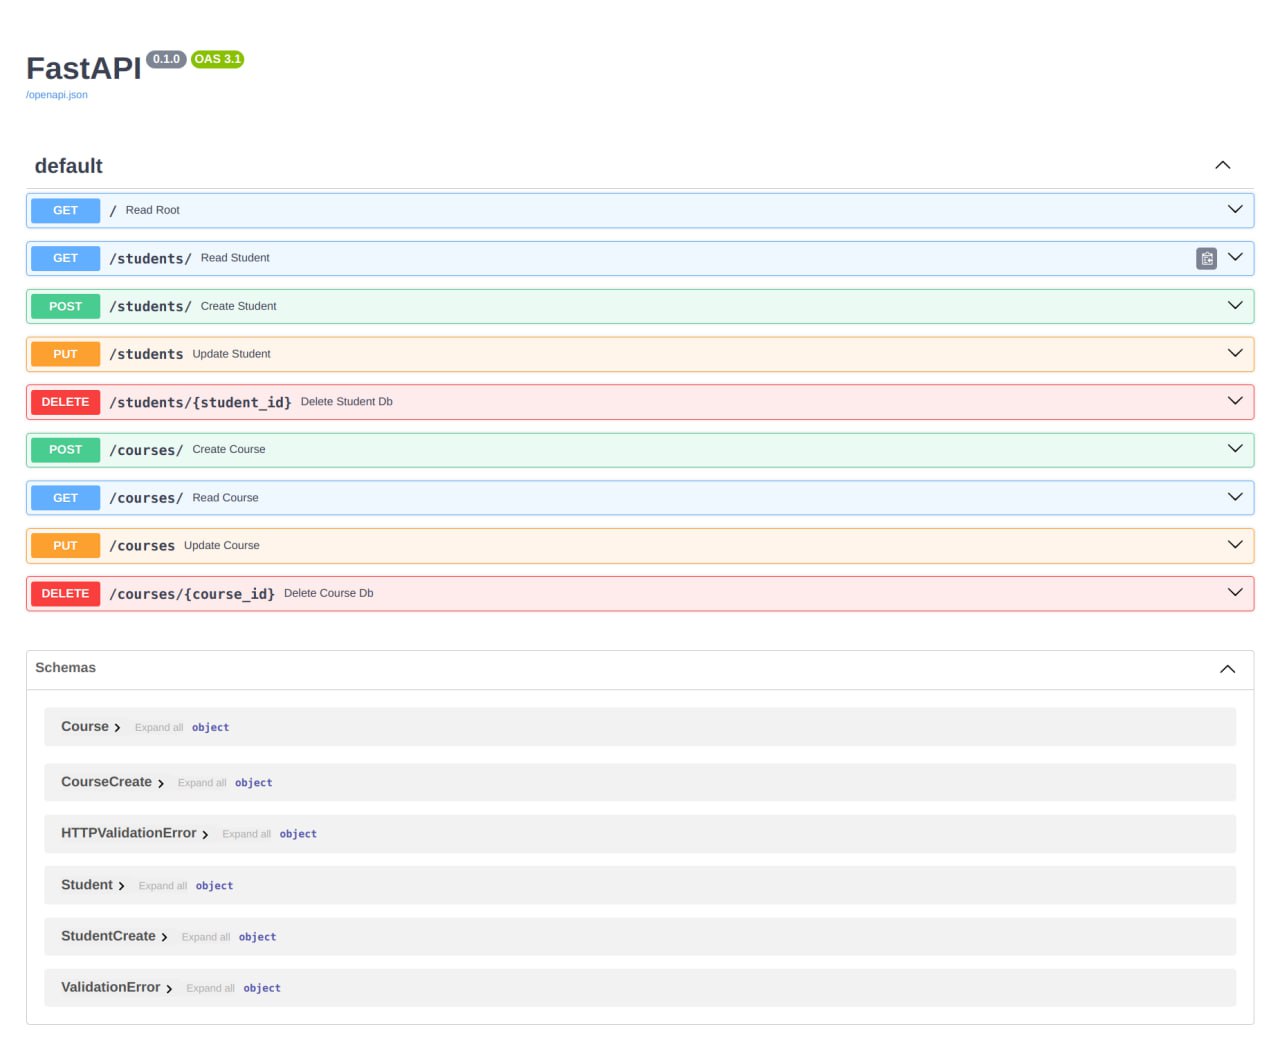 FastAPI 0.1.0 OAS 3.1
/openapi.json
default
GET / Read Root
GET /students/ Read Student
POST /students/ Create Student
PUT /students Update Student
DELETE /students/{student_id} Delete Student Db
POST /courses/ Create Course
GET /courses/ Read Course
PUT /courses Update Course
DELETE /courses/{course_id} Delete Course Db
Schemas
Course Expand all object
CourseCreate Expand all object
HTTPValidationError Expand all object
Student Expand all object
StudentCreate Expand all object
ValidationError Expand all object